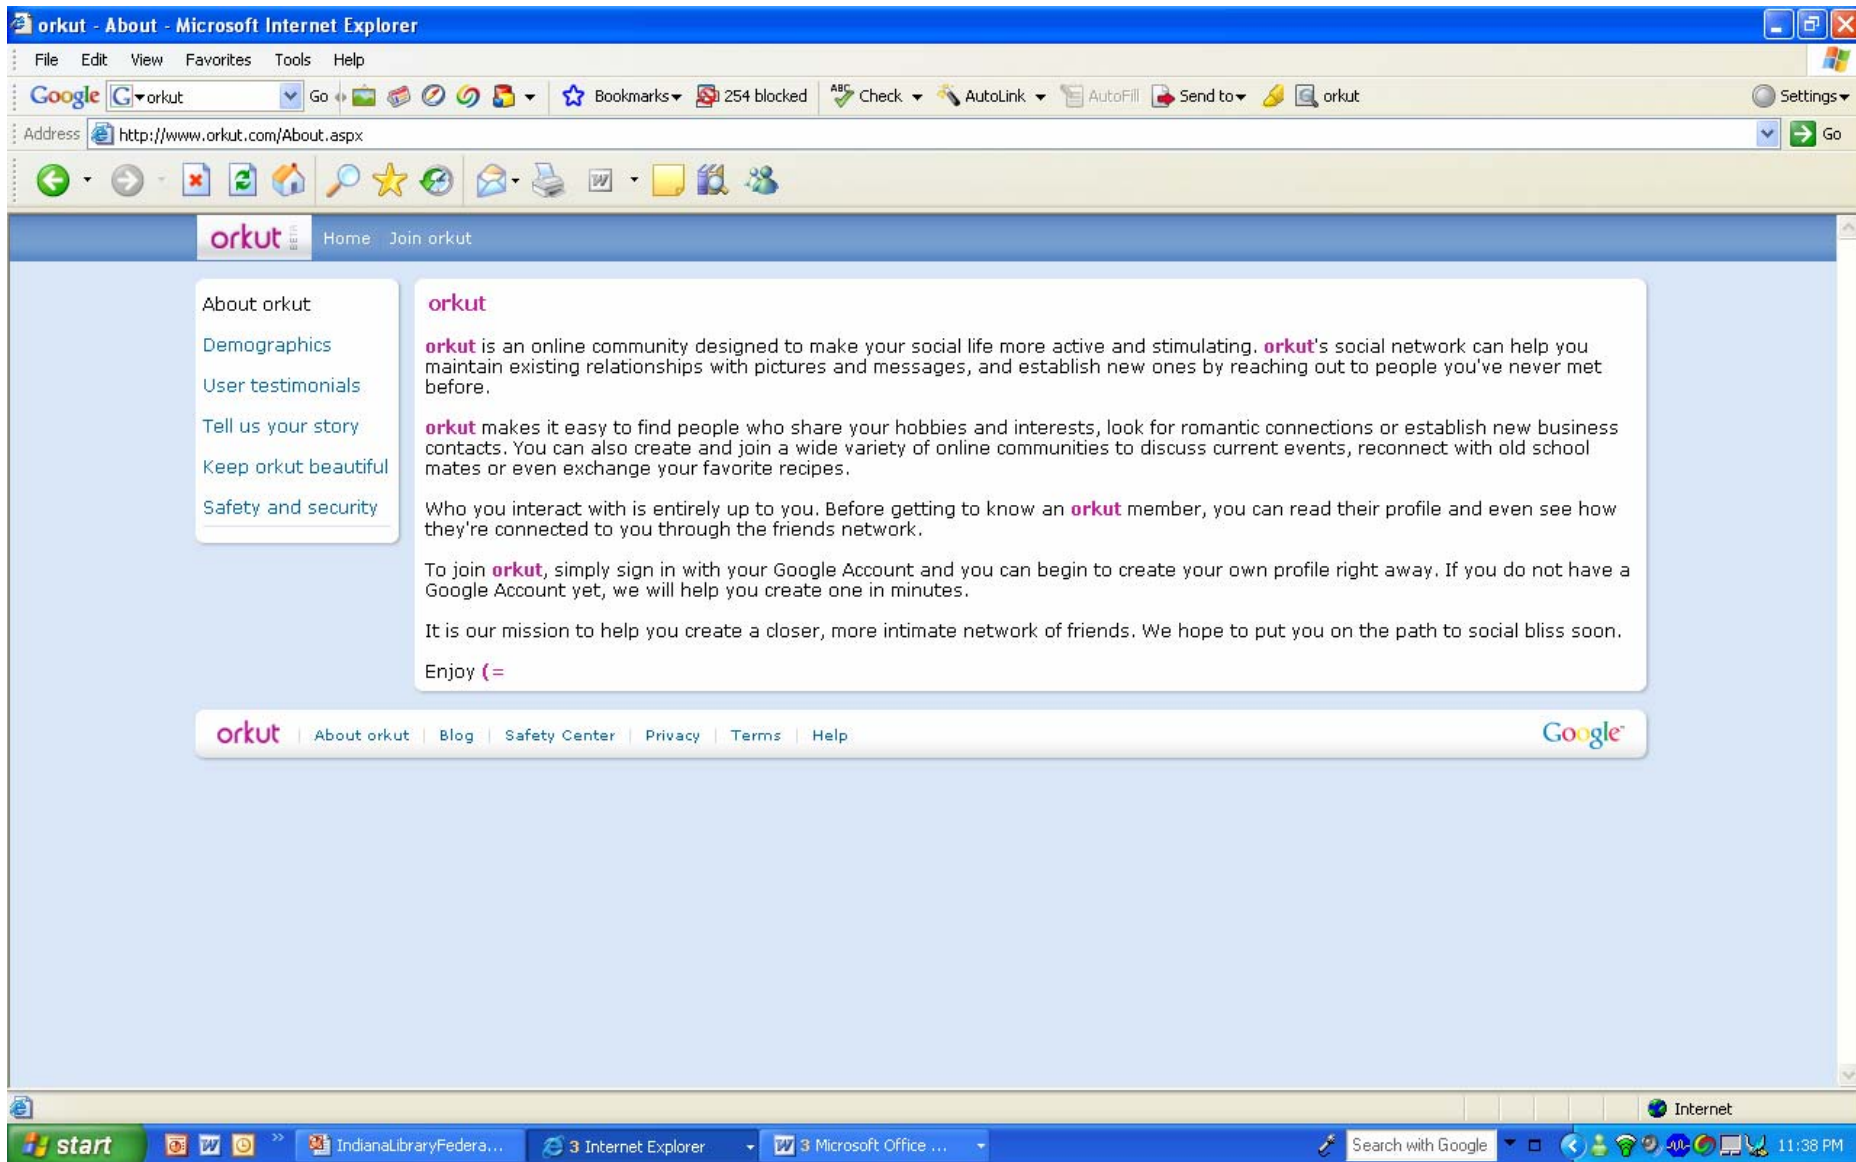 orkut - About - Microsoft Internet Explorer
File Edit View Favorites Tools Help
Google G orkut Go Bookmarks 254 blocked ABC Check AutoLink AutoFill Send to orkut Settings
Address http://www.orkut.com/About.aspx Go
orkut BETA Home Join orkut
About orkut
Demographics
User testimonials
Tell us your story
Keep orkut beautiful
Safety and security
orkut
orkut is an online community designed to make your social life more active and stimulating. orkut's social network can help you
maintain existing relationships with pictures and messages, and establish new ones by reaching out to people you've never met
before.
orkut makes it easy to find people who share your hobbies and interests, look for romantic connections or establish new business
contacts. You can also create and join a wide variety of online communities to discuss current events, reconnect with old school
mates or even exchange your favorite recipes.
Who you interact with is entirely up to you. Before getting to know an orkut member, you can read their profile and even see how
they're connected to you through the friends network.
To join orkut, simply sign in with your Google Account and you can begin to create your own profile right away. If you do not have a
Google Account yet, we will help you create one in minutes.
It is our mission to help you create a closer, more intimate network of friends. We hope to put you on the path to social bliss soon.
Enjoy (=
orkut | About orkut | Blog | Safety Center | Privacy | Terms | Help Google
Internet
start IndianaLibraryFedera... 3 Internet Explorer 3 Microsoft Office ... Search with Google 11:38 PM